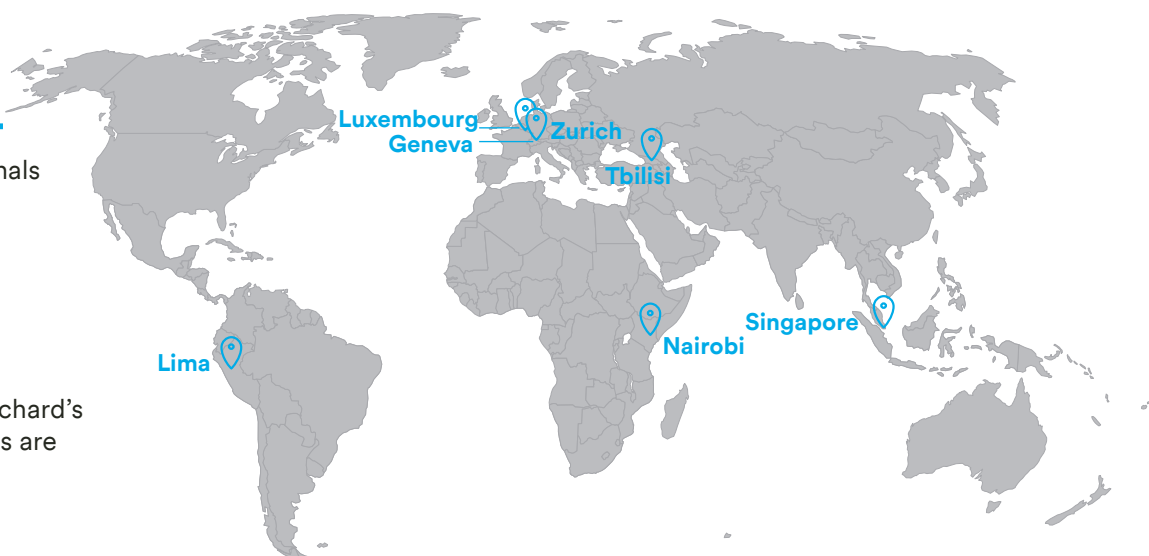 nals
chard's
s are
Luxembourg
Geneva
Zurich
Tbilisi
Singapore
Nairobi
Lima